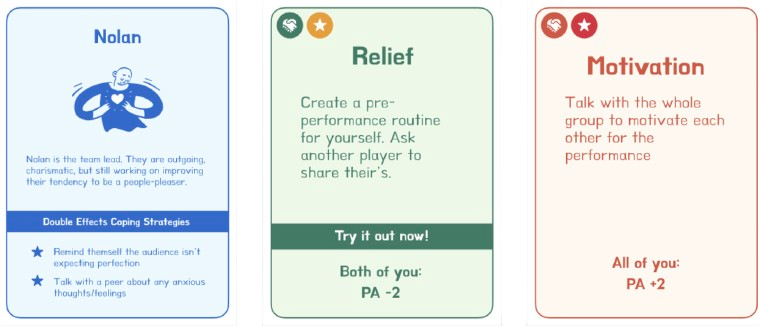 Nolan
Nolan is the team lead. They are outgoing,
charismatic, but still working on improving
their tendency to be a people-pleaser.
Double Effects Coping Strategies
Remind themself the audience isn't
expecting perfection
Talk with a peer about any anxious
thoughts/feelings
Relief
Create a pre-
performance routine
for yourself. Ask
another player to
share their's.
Try it out now!
Both of you:
PA -2
Motivation
Talk with the whole
group to motivate each
other for the
performance
All of you:
PA +2